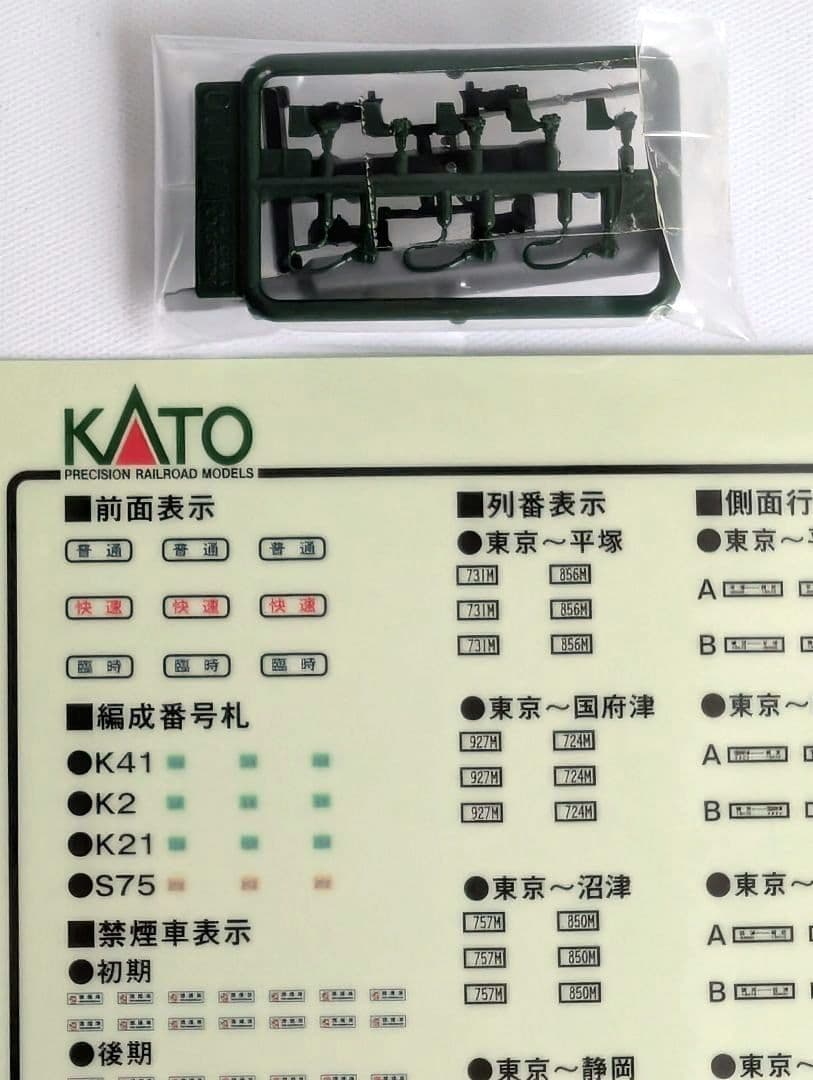 KATO
PRECISION RAILROAD MODELS
■前面表示
普通 普通 普通
快速 快速 快速
臨時 臨時 臨時
■編成番号札
●K41
●K2
●K21
●S75
■禁煙車表示
●初期
●後期
■列番表示
●東京～平塚
731M 856M
731M 856M
731M 856M
●東京～国府津
927M 724M
927M 724M
927M 724M
●東京～沼津
757M 850M
757M 850M
757M 850M
●東京～静岡
■側面行
●東京～
A
B
●東京～
A
B
●東京～
A
B
●東京～